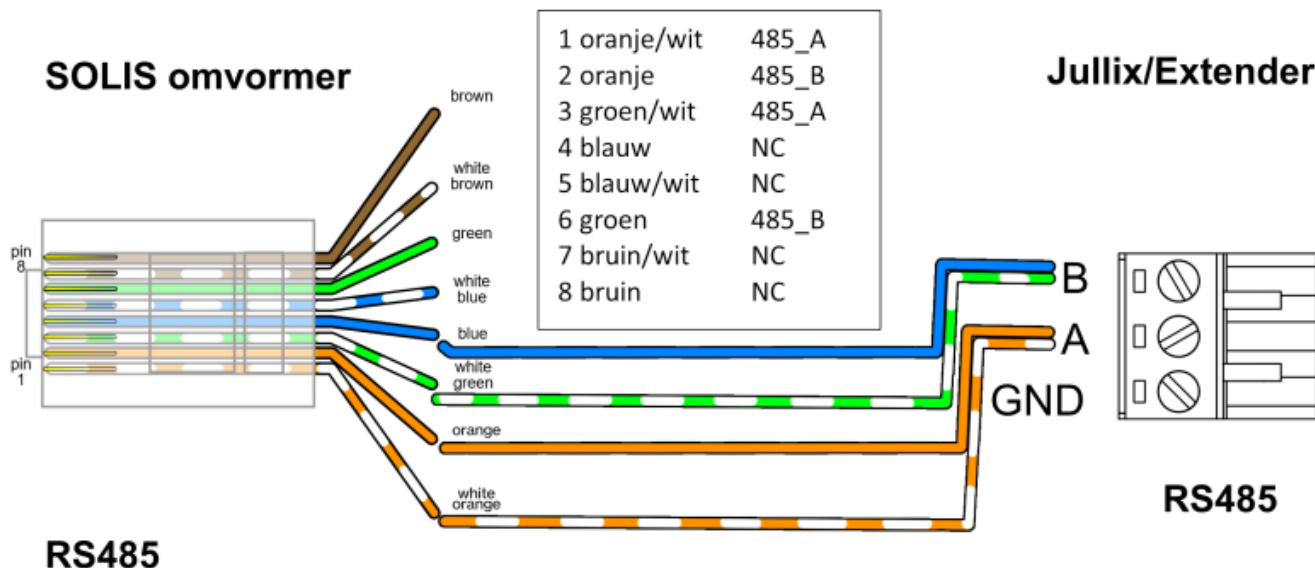 SOLIS omvormer
1 oranje/wit 485_A
2 oranje 485_B
3 groen/wit 485_A
4 blauw NC
5 blauw/wit NC
6 groen 485_B
7 bruin/wit NC
8 bruin NC
Jullix/Extender
brown
white
brown
green
white
blue
blue
white
green
orange
white
orange
pin
8
pin
1
B
A
GND
RS485
RS485